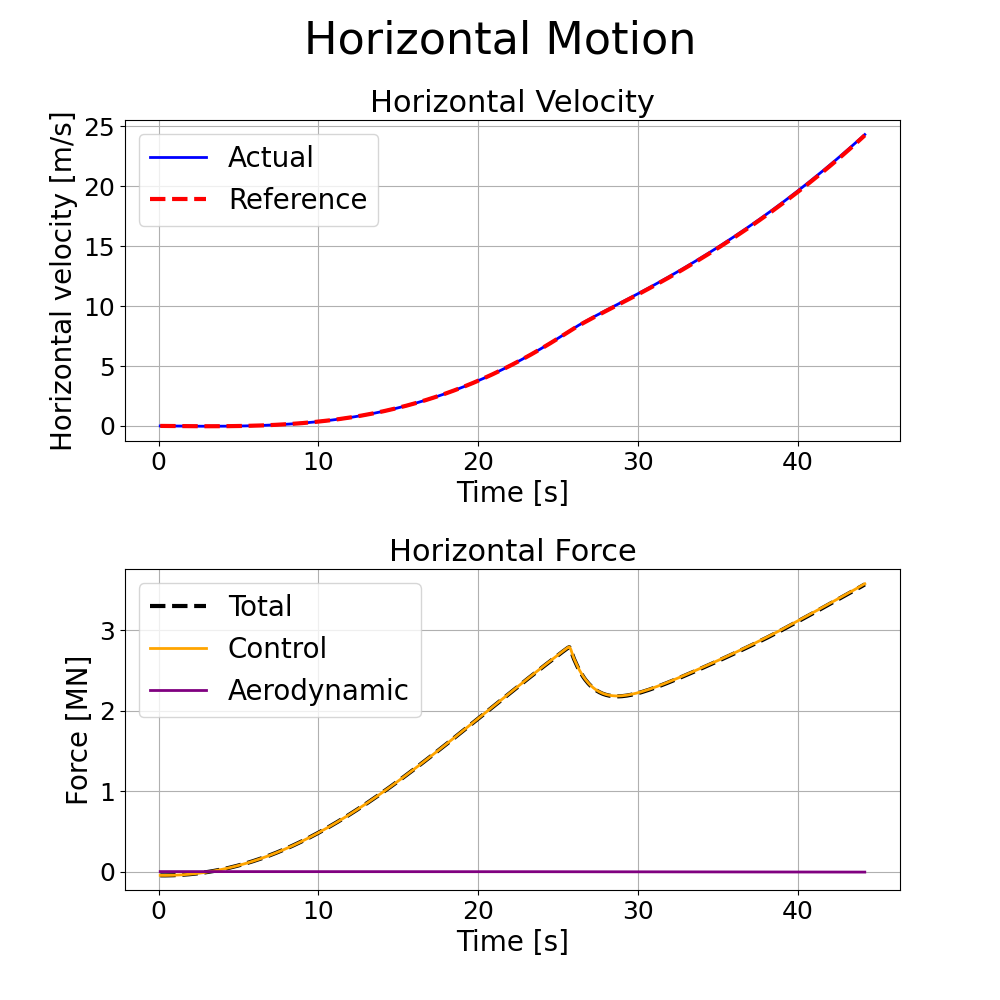 Horizontal Motion
Horizontal Velocity
Horizontal velocity [m/s]
25
20
15
10
5
0
Actual
Reference
0 10 20 30 40
Time [s]
Horizontal Force
Force [MN]
3
2
1
0
Total
Control
Aerodynamic
0 10 20 30 40
Time [s]